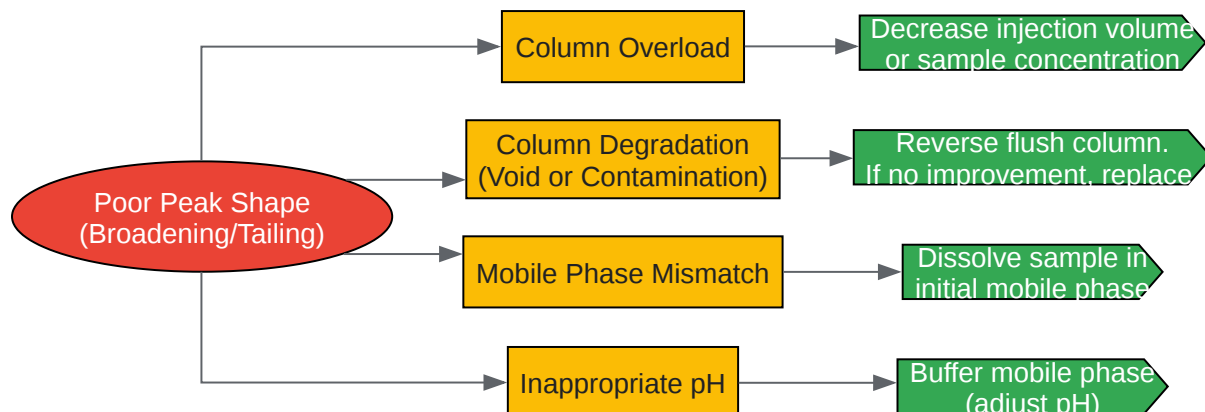 Column Overload
Decrease injection volume
or sample concentration
Column Degradation
(Void or Contamination)
Reverse flush column.
If no improvement, replace
Poor Peak Shape
(Broadening/Tailing)
Mobile Phase Mismatch
Dissolve sample in
initial mobile phase
Inappropriate pH
Buffer mobile phase
(adjust pH)